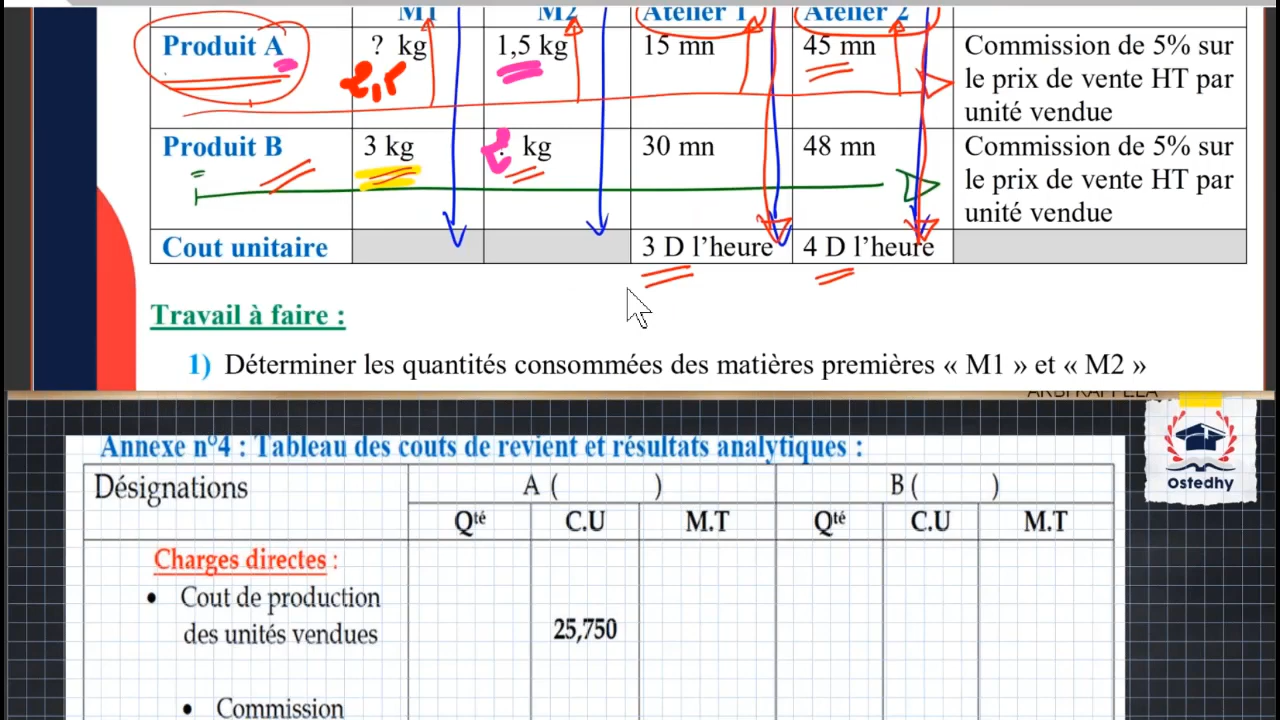 M1 M2 Atelier 1 Atelier 2
Produit A ? kg 1,5 kg 15 mn 45 mn Commission de 5% sur
le prix de vente HT par
unité vendue
Produit B 3 kg kg 30 mn 48 mn Commission de 5% sur
le prix de vente HT par
unité vendue
Cout unitaire 3 D l’heure 4 D l’heure
Travail à faire :
1) Déterminer les quantités consommées des matières premières « M1 » et « M2 »
Annexe n°4 : Tableau des couts de revient et résultats analytiques :
Désignations A ( ) B ( )
Qté C.U M.T Qté C.U M.T
Charges directes :
• Cout de production
des unités vendues
25,750
• Commission
Ostedhy